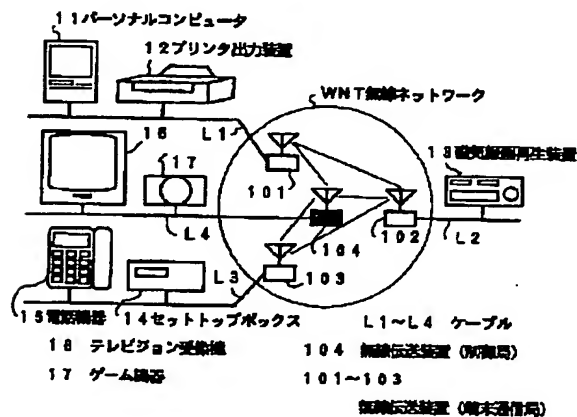 11パーソナルコンピュータ
12プリンタ出力装置
WNT無線ネットワーク
16
L1
17
13磁気記録再生装置
101
L4
104
102
L2
L3
103
15電話機器
14セットトップボックス
L1～L4 ケーブル
16 テレビジョン受像機
104 無線伝送装置(制御局)
17 ゲーム機器
101～103
無線伝送装置(端末通信局)